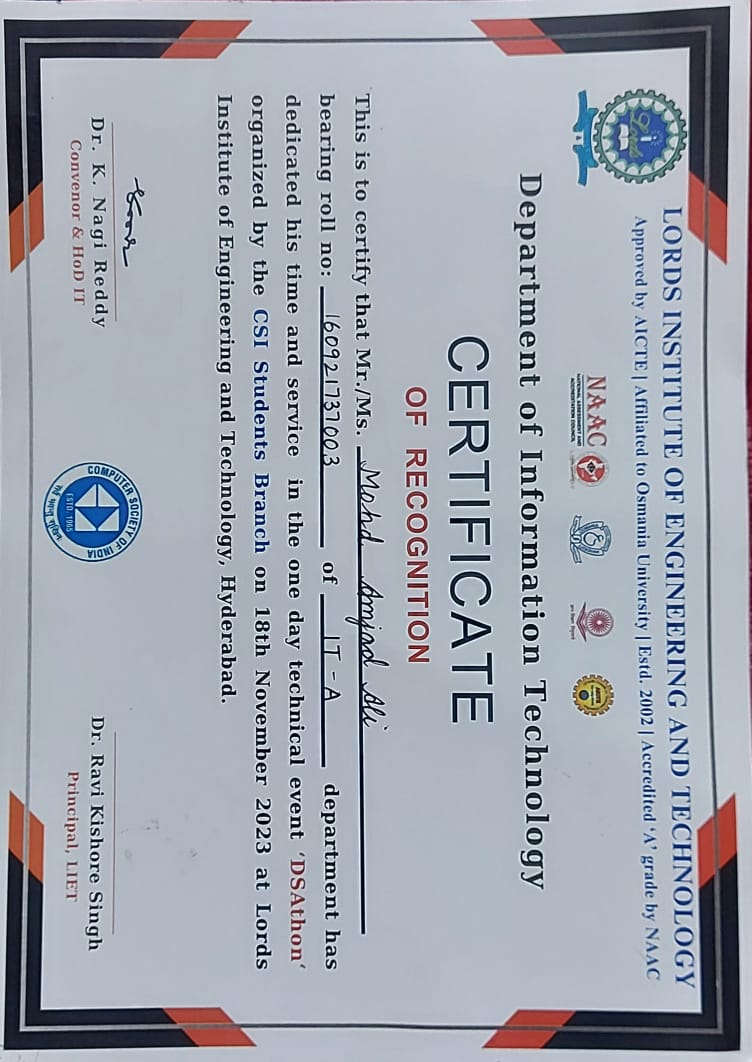 LORDS INSTITUTE OF ENGINEERING AND TECHNOLOGY
Approved by AICTE | Affiliated to Osmania University | Estd. 2002 | Accredited 'A' grade by NAAC
Lords
NAAC
NATIONAL ASSESSMENT AND
ACCREDITATION COUNCIL
Department of Information Technology
CERTIFICATE
OF RECOGNITION
This is to certify that Mr./Ms. Mohd Amjad Ali
bearing roll no: 160921737003 of IT-A department has
dedicated his time and service in the one day technical event 'DSAthon'
organized by the CSI Students Branch on 18th November 2023 at Lords
Institute of Engineering and Technology, Hyderabad.
COMPUTER SOCIETY OF INDIA
ESTD. 1965
Dr. K. Nagi Reddy
Convenor & HoD IT
Dr. Ravi Kishore Singh
Principal, LIET